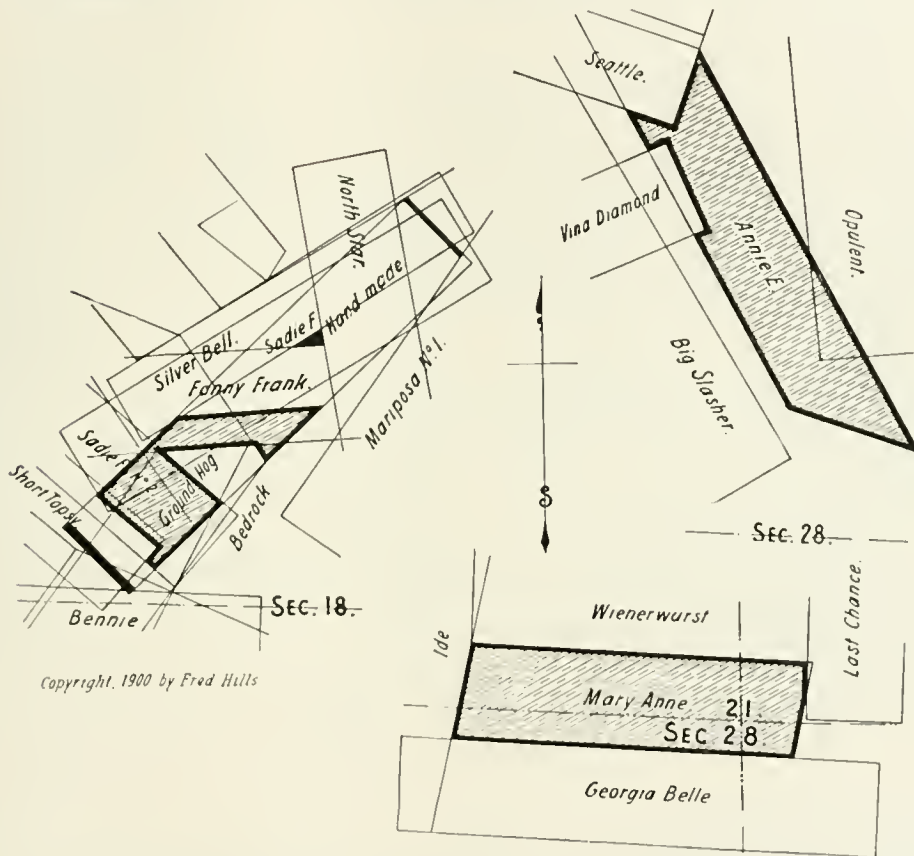 Seattle.
Vina Diamond
Annie E.
Opulent.
Big Slasher.
North Star.
Hand made
Sadie F
Silver Bell.
Fanny Frank.
Mariposa No. 1.
Sadie F. No. 2
Ground Hog
Short Topsy
Bedrock
Bennie
SEC. 18.
S
SEC. 28.
Copyright, 1900 by Fred Hills
Ide
Wienerwurst
Last Chance.
Mary Anne
21.
SEC 28.
Georgia Belle